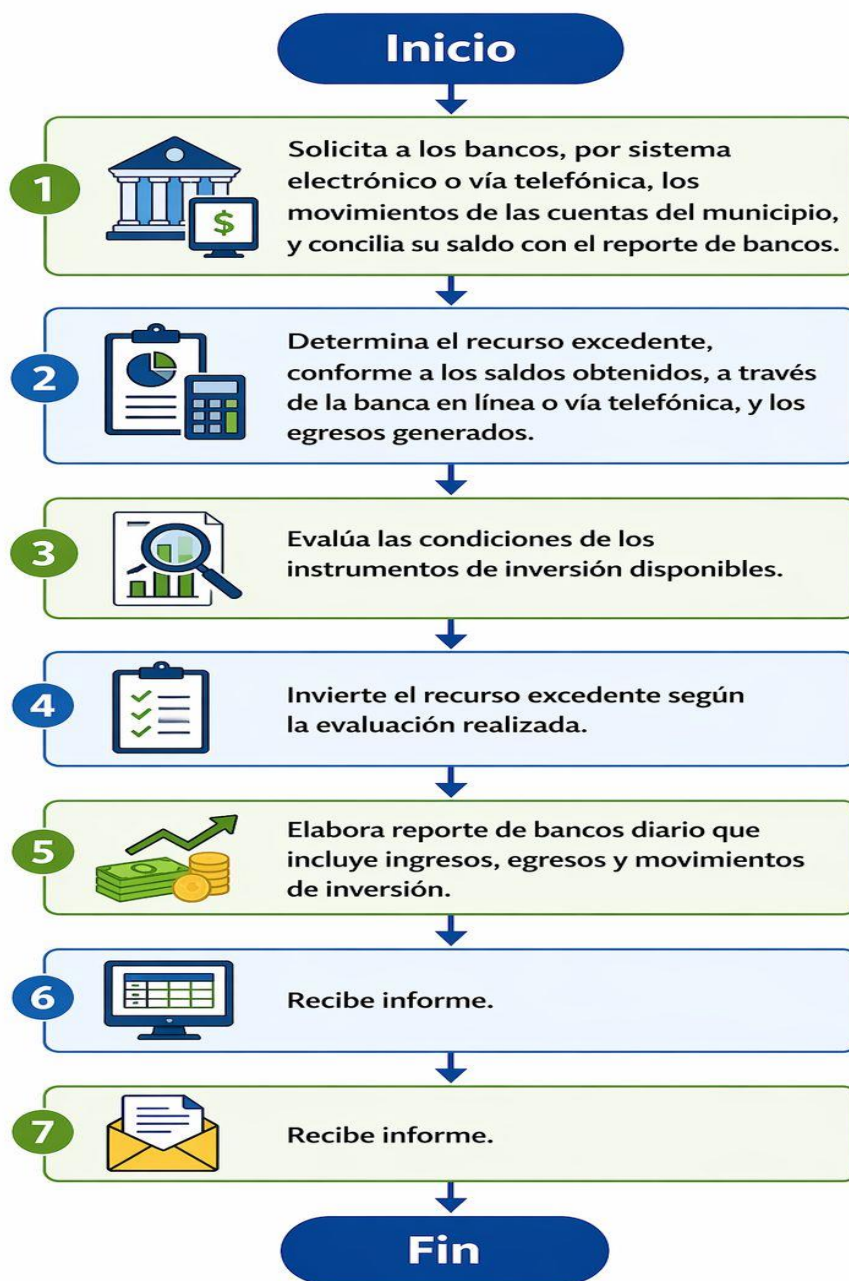 Inicio
1
Solicita a los bancos, por sistema
electrónico o vía telefónica, los
movimientos de las cuentas del municipio,
y concilia su saldo con el reporte de bancos.
$
2
Determina el recurso excedente,
conforme a los saldos obtenidos, a través
de la banca en línea o vía telefónica, y los
egresos generados.
3
Evalúa las condiciones de los
instrumentos de inversión disponibles.
4
Invierte el recurso excedente según
la evaluación realizada.
5
Elabora reporte de bancos diario que
incluye ingresos, egresos y movimientos
de inversión.
6
Recibe informe.
7
Recibe informe.
Fin